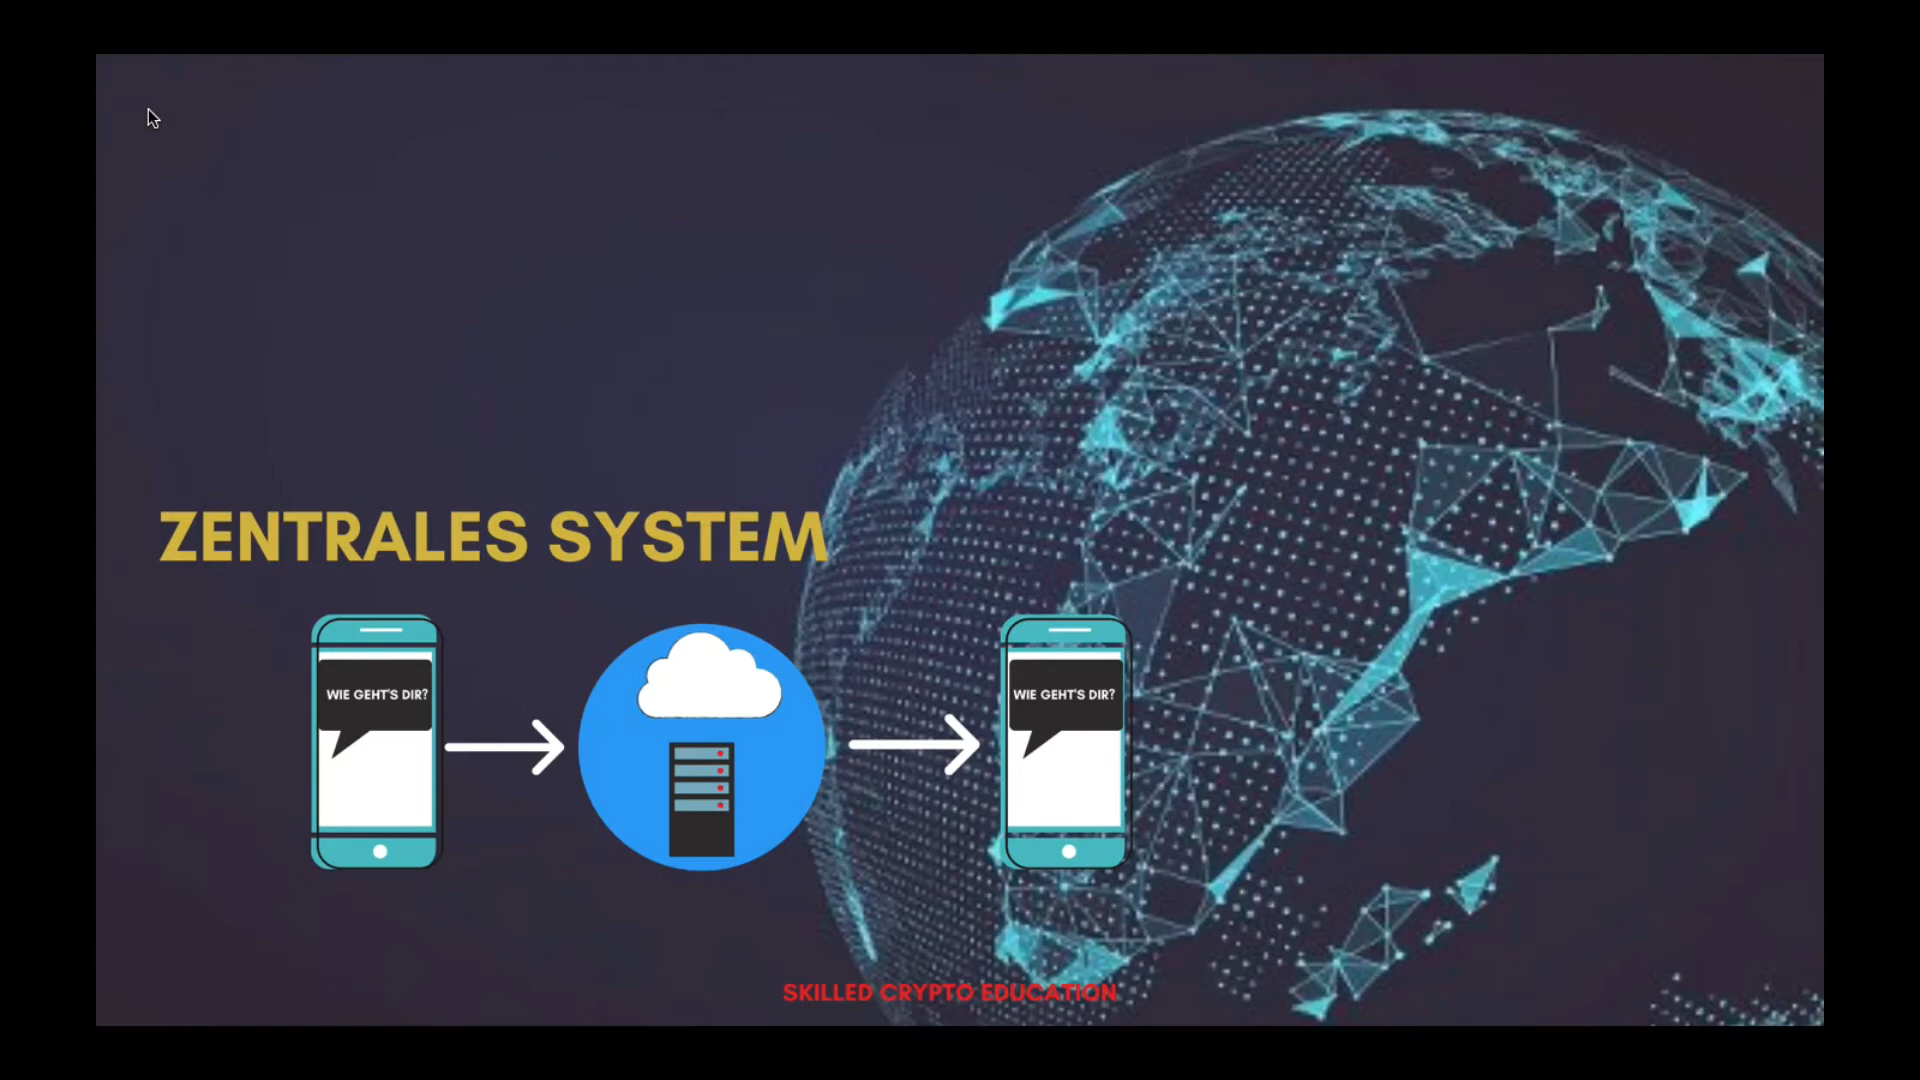 ZENTRALES SYSTEM
WIE GEHT'S DIR?
WIE GEHT'S DIR?
SKILLED CRYPTO EDUCATION